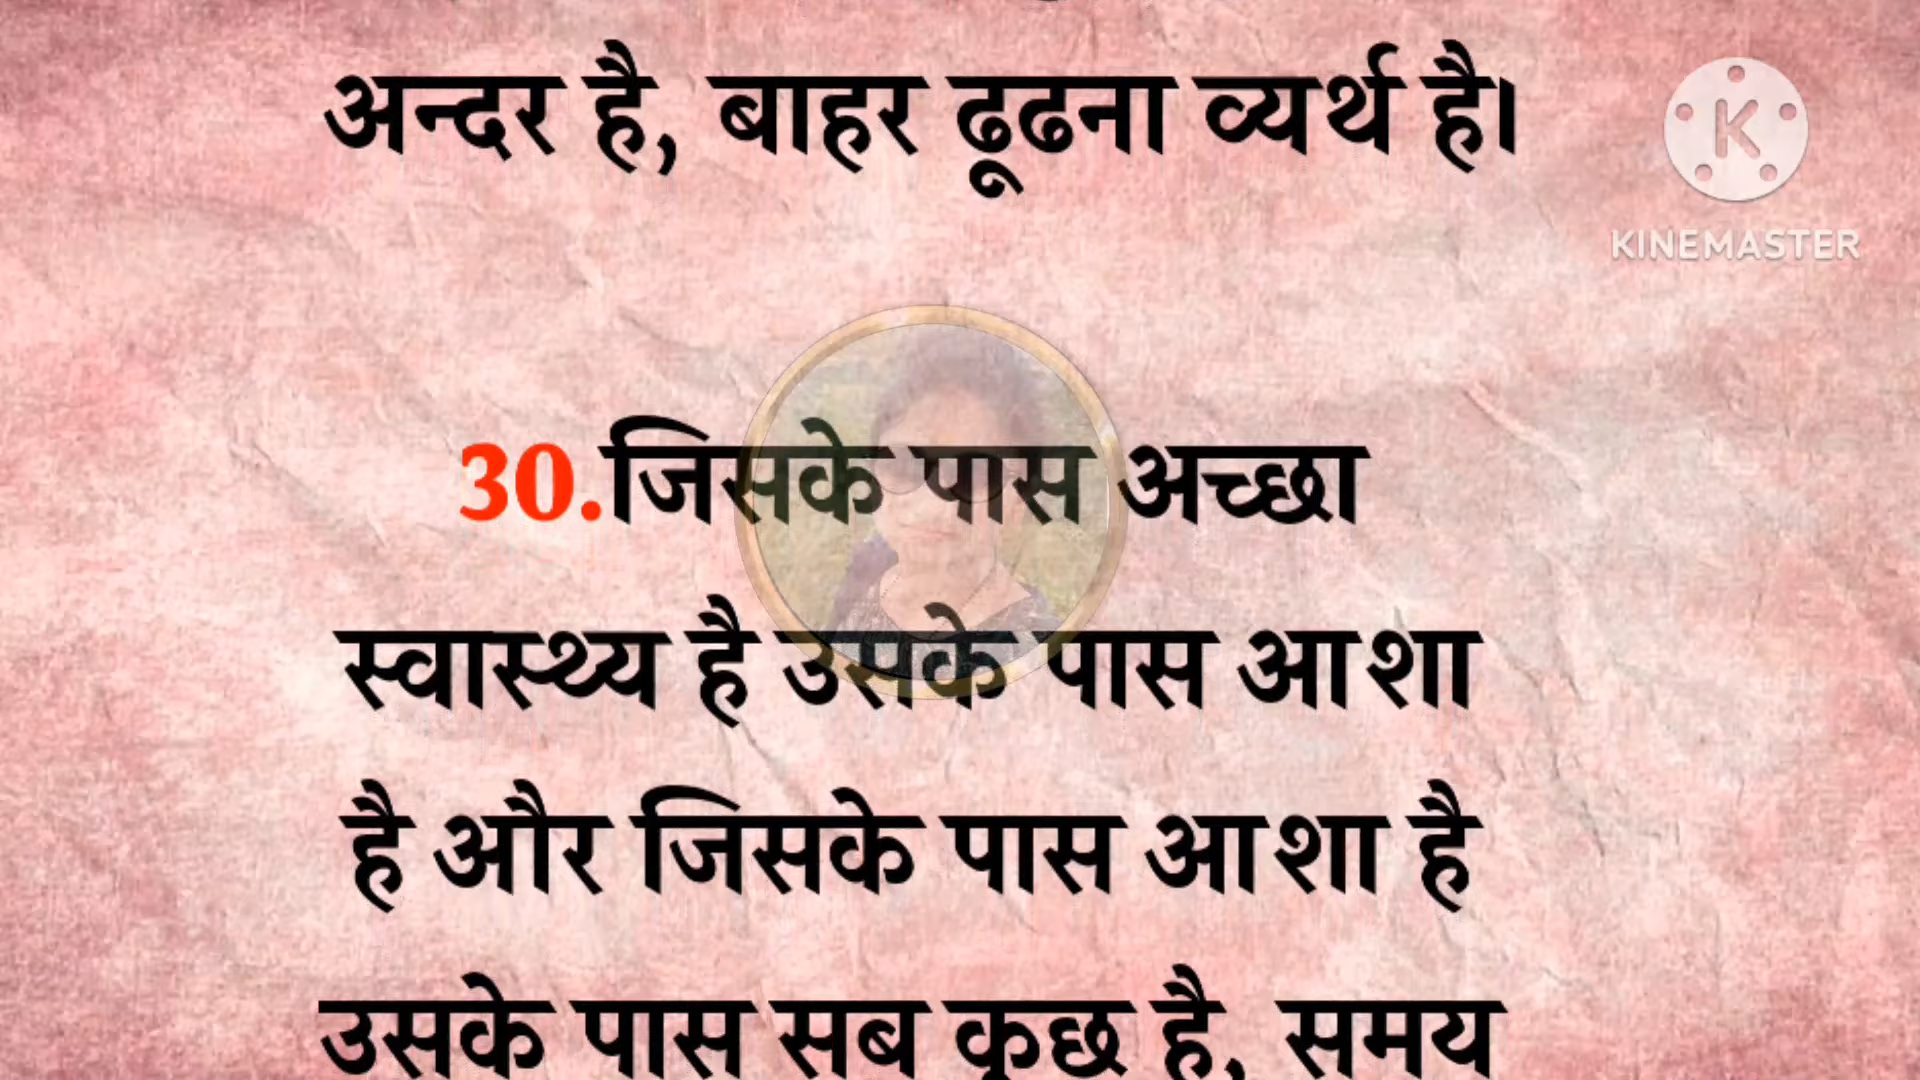 अन्दर है, बाहर ढूढना व्यर्थ है।
KINEMASTER
30.जिसके पास अच्छा
स्वास्थ्य है उसके पास आशा
है और जिसके पास आशा है
उसके पास सब कुछ है, समय